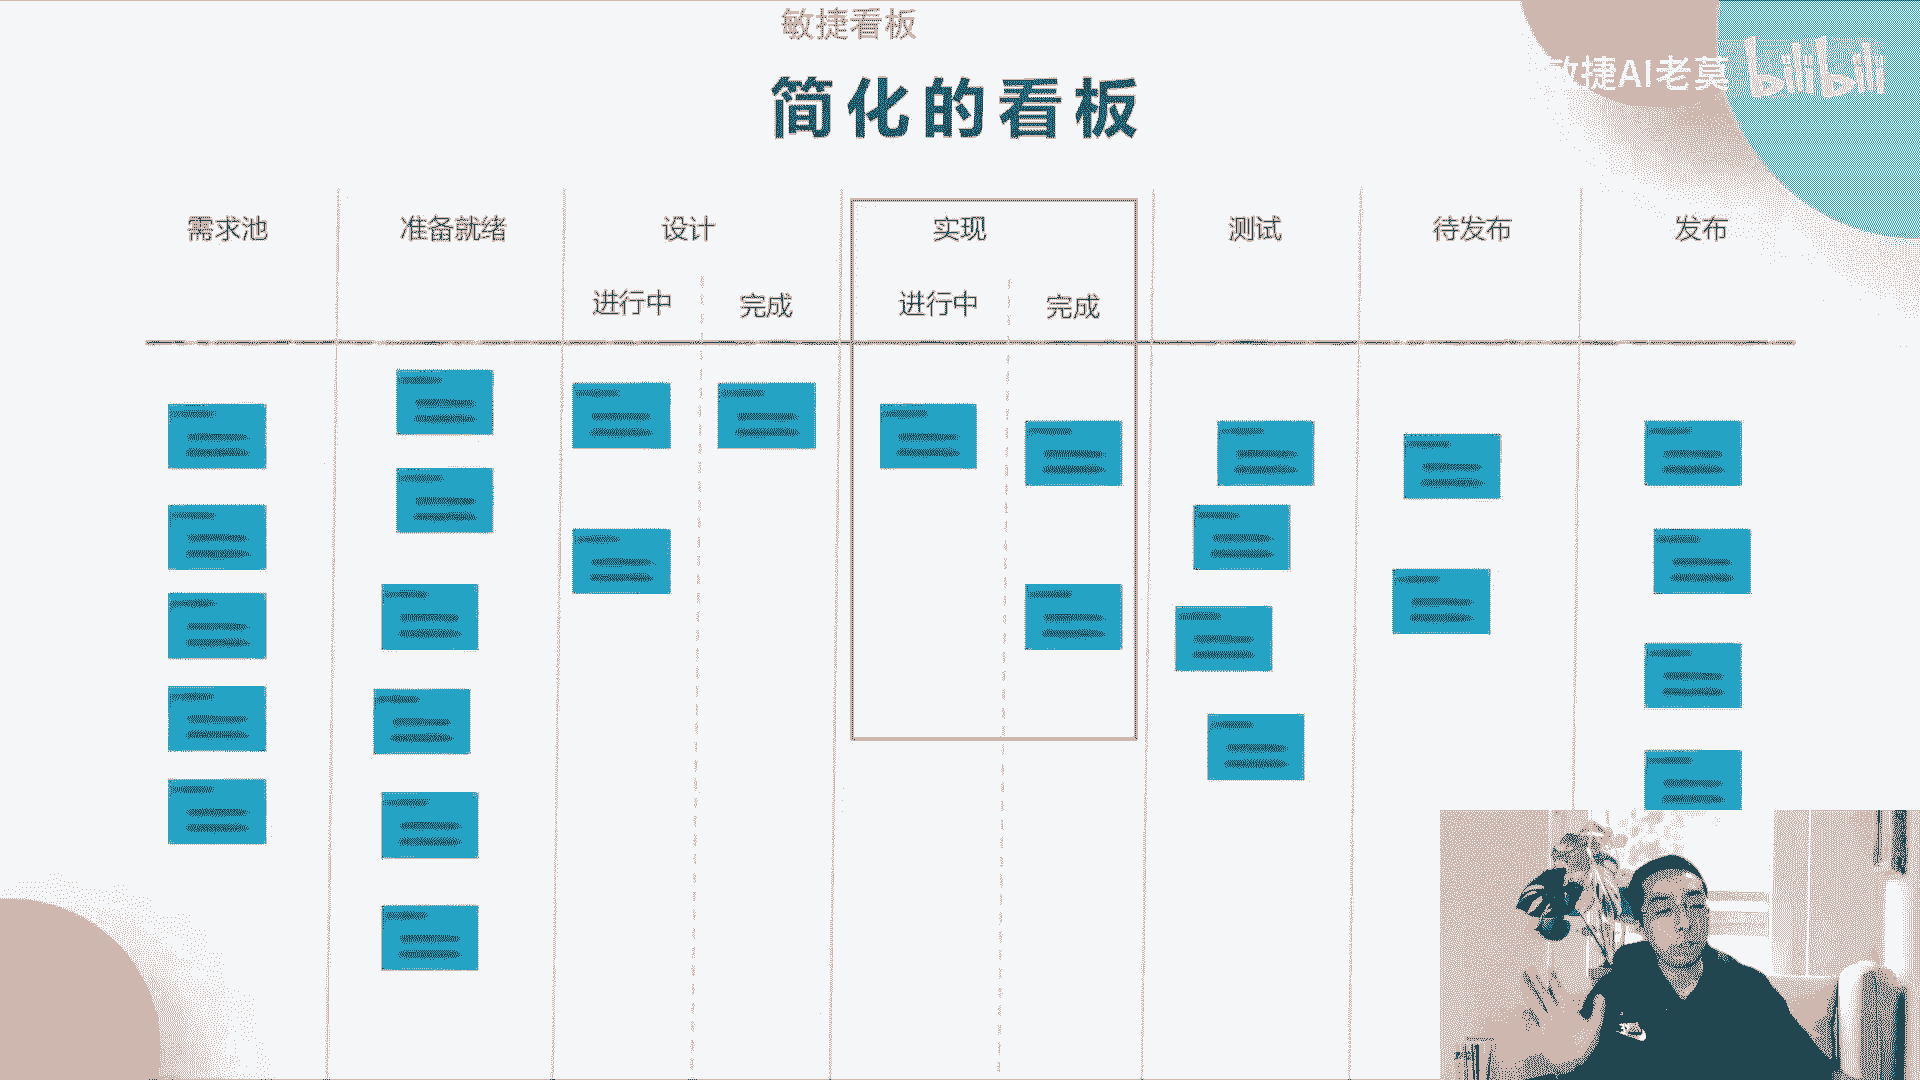 敏捷看板
敏捷AI老莫 bilibili
简化的看板
需求池 准备就绪 设计 实现 测试 待发布 发布
进行中 完成 进行中 完成